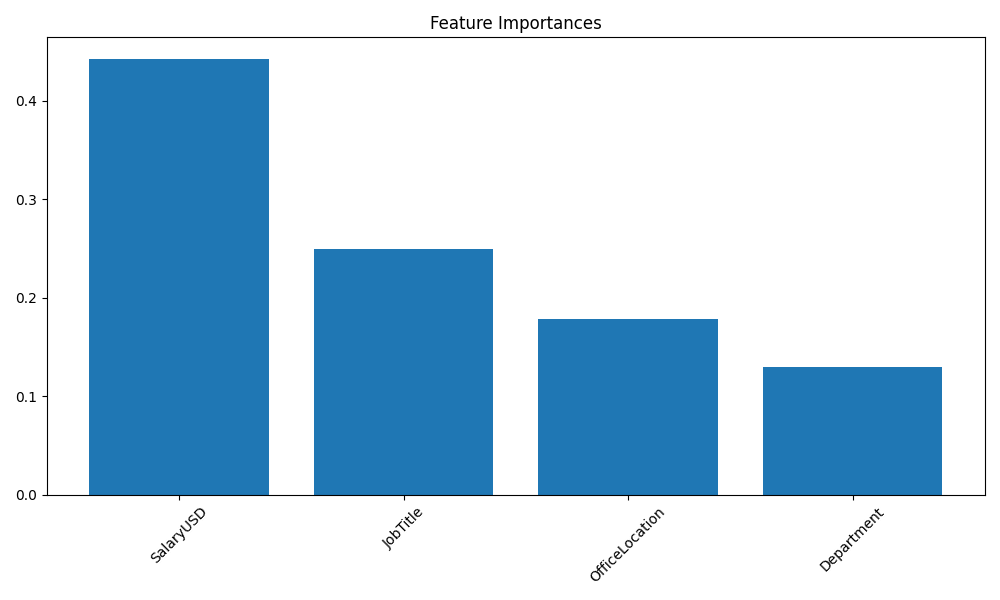 Feature Importances
0.4
0.3
0.2
0.1
0.0
SalaryUSD
JobTitle
OfficeLocation
Department